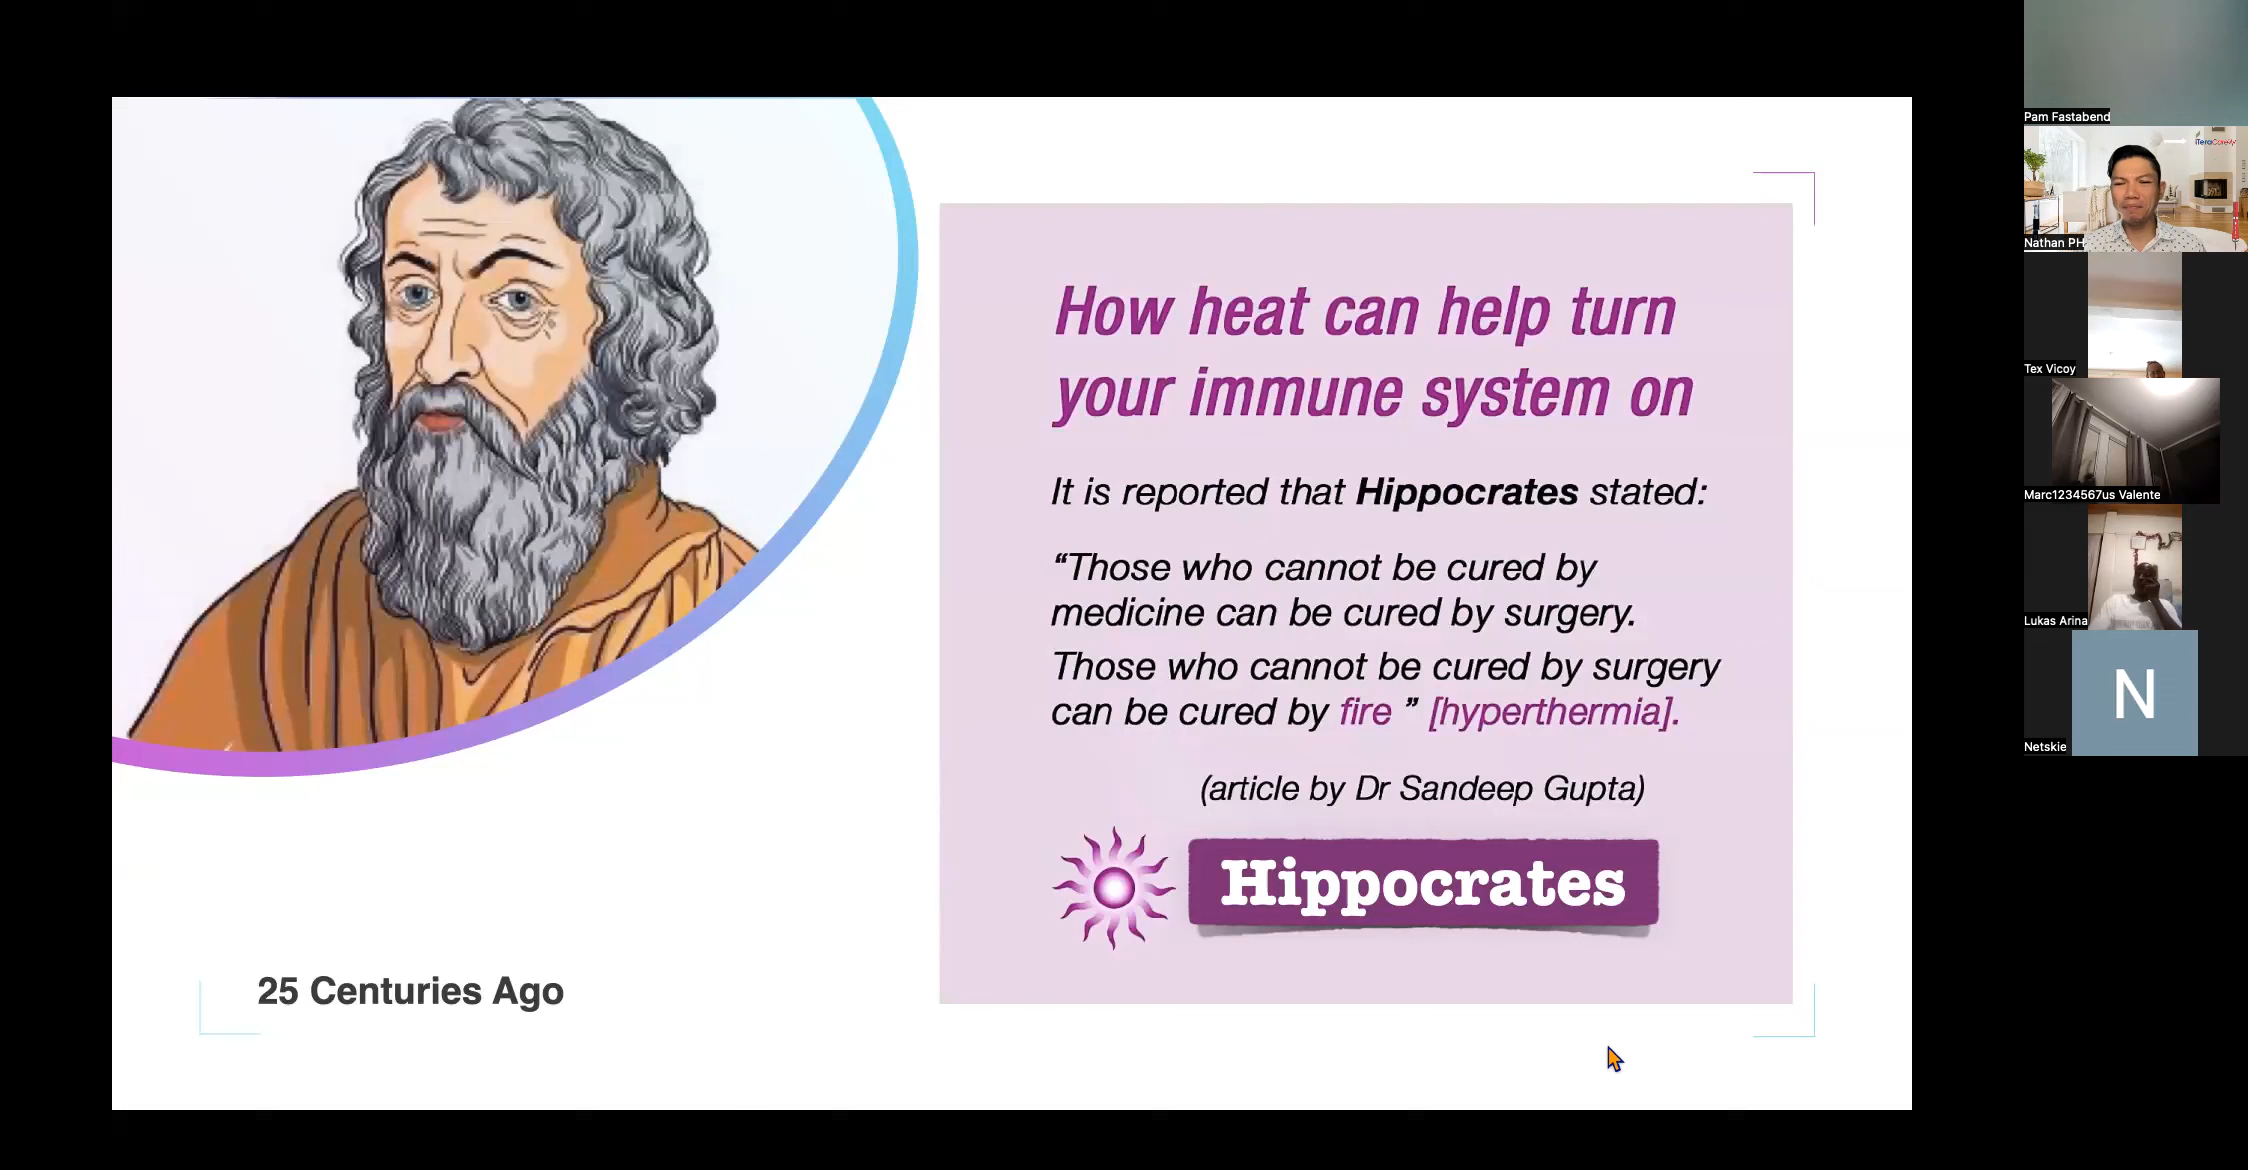 How heat can help turn
your immune system on
It is reported that Hippocrates stated:
“Those who cannot be cured by
medicine can be cured by surgery.
Those who cannot be cured by surgery
can be cured by fire ” [hyperthermia].
(article by Dr Sandeep Gupta)
Hippocrates
25 Centuries Ago
Pam Fastabend
iTeraCare
Nathan PH
Tex Vicoy
Marc1234567us Valente
Lukas Arina
N
Netskie